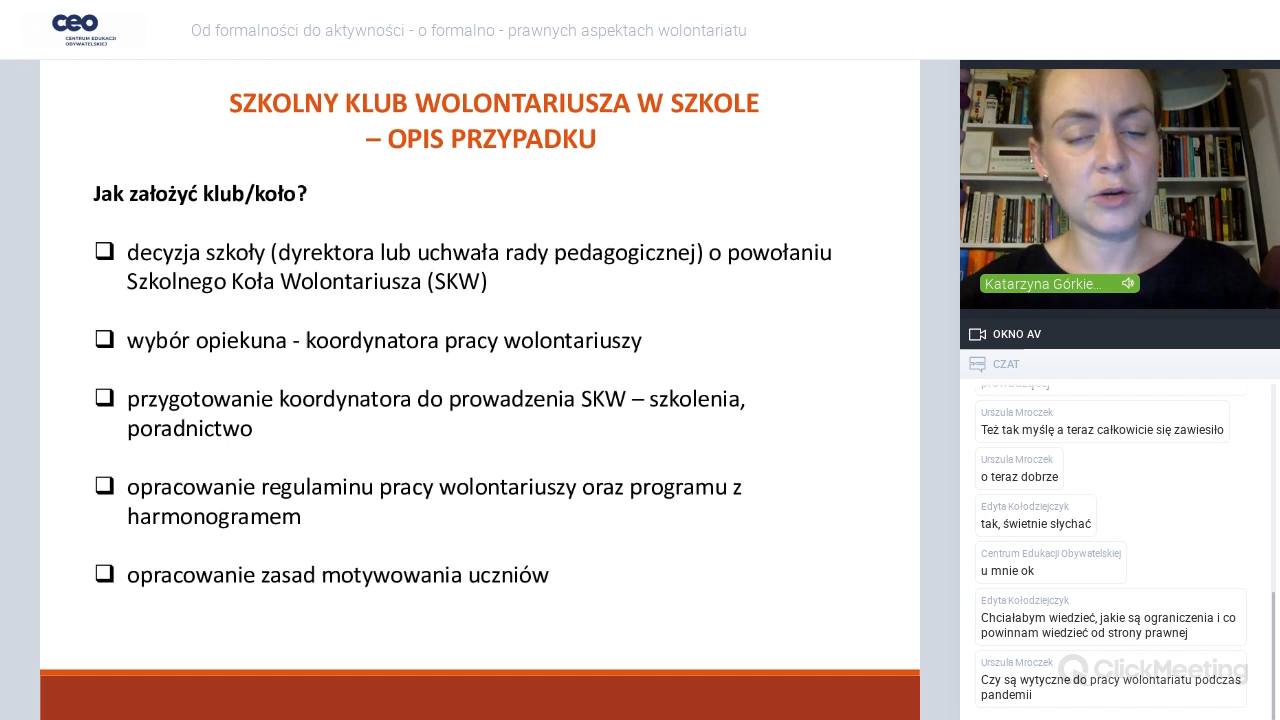 ceo
CENTRUM EDUKACJI
OBYWATELSKIEJ
Od formalności do aktywności - o formalno - prawnych aspektach wolontariatu
SZKOLNY KLUB WOLONTARIUSZA W SZKOLE
– OPIS PRZYPADKU
Jak założyć klub/koło?
decyzja szkoły (dyrektora lub uchwała rady pedagogicznej) o powołaniu
Szkolnego Koła Wolontariusza (SKW)
wybór opiekuna - koordynatora pracy wolontariuszy
przygotowanie koordynatora do prowadzenia SKW – szkolenia,
poradnictwo
opracowanie regulaminu pracy wolontariuszy oraz programu z
harmonogramem
opracowanie zasad motywowania uczniów
Katarzyna Górkie...
OKNO AV
CZAT
Urszula Mroczek
Też tak myślę a teraz całkowicie się zawiesiło
Urszula Mroczek
o teraz dobrze
Edyta Kołodziejczyk
tak, świetnie słychać
Centrum Edukacji Obywatelskiej
u mnie ok
Edyta Kołodziejczyk
Chciałabym wiedzieć, jakie są ograniczenia i co
powinnam wiedzieć od strony prawnej
Urszula Mroczek
ClickMeeting
Czy są wytyczne do pracy wolontariatu podczas
pandemii